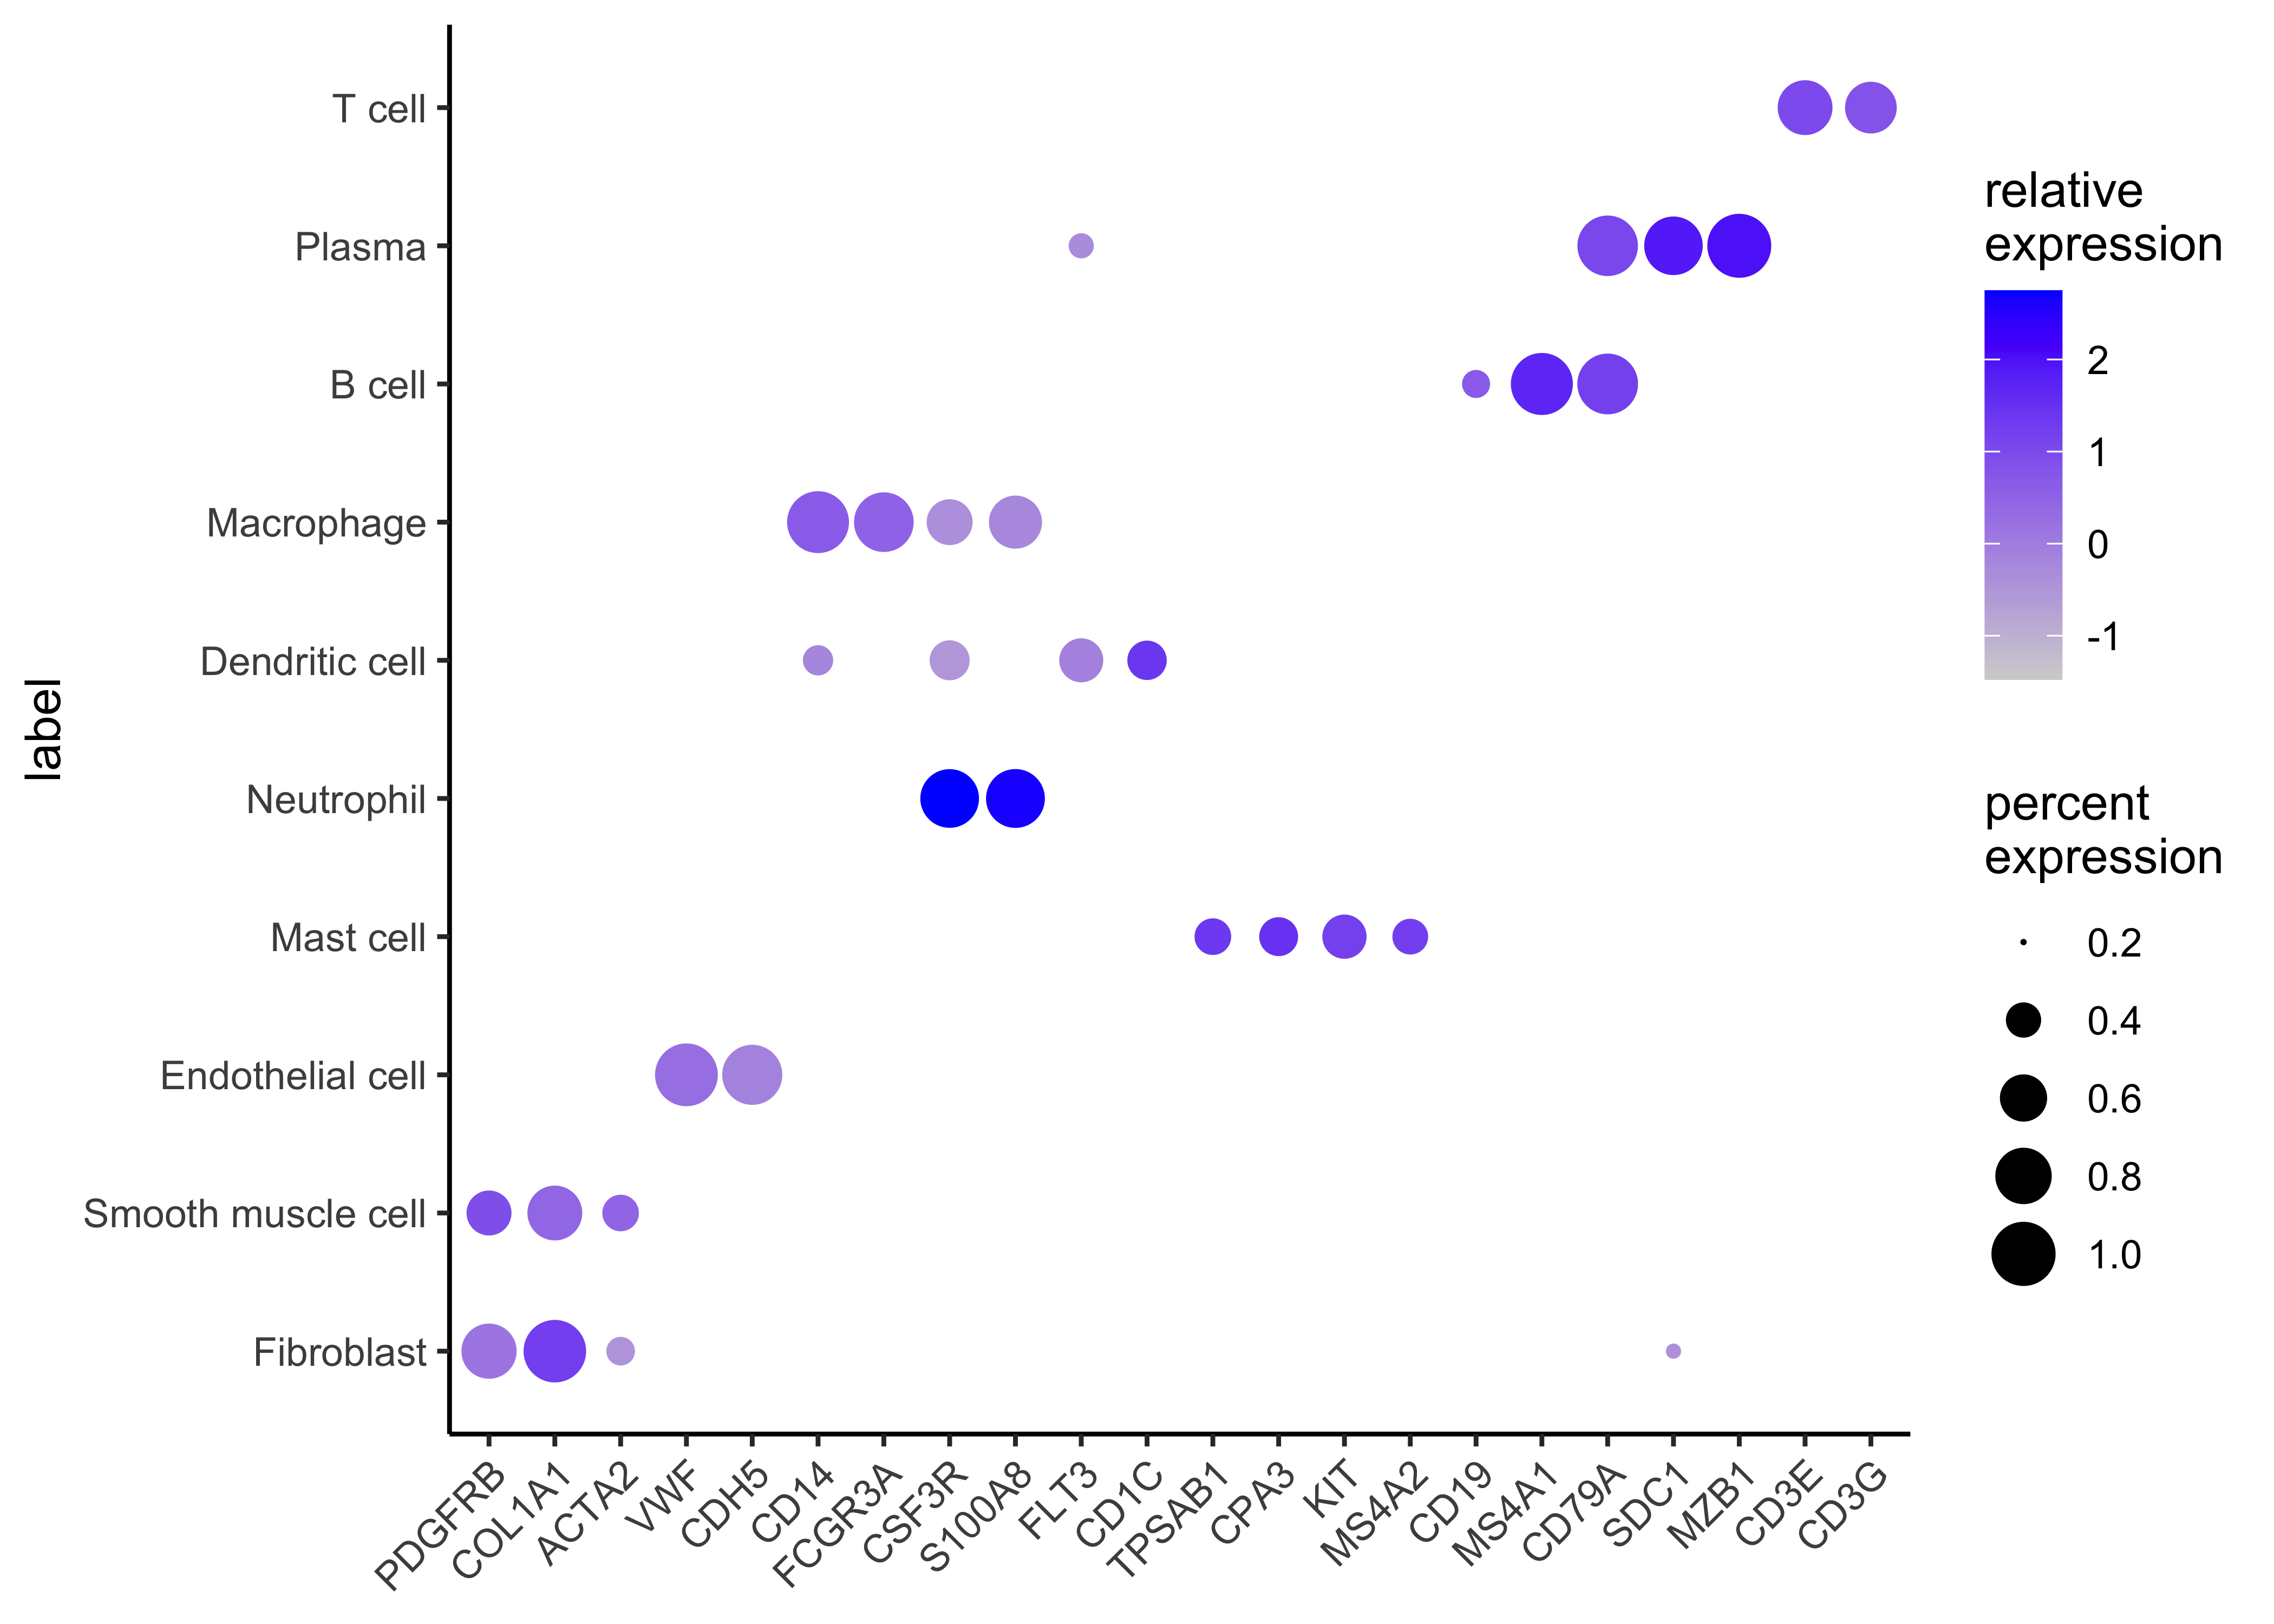 label
T cell
Plasma
B cell
Macrophage
Dendritic cell
Neutrophil
Mast cell
Endothelial cell
Smooth muscle cell
Fibroblast
PDGFRB
COL1A1
ACTA2
VWF
CDH5
CD14
FCGR3A
CSF3R
S100A8
FLT3
CD1C
TPSAB1
CPA3
KIT
MS4A2
CD19
MS4A1
CD79A
SDC1
MZB1
CD3E
CD3G
relative
expression
2
1
0
-1
percent
expression
0.2
0.4
0.6
0.8
1.0